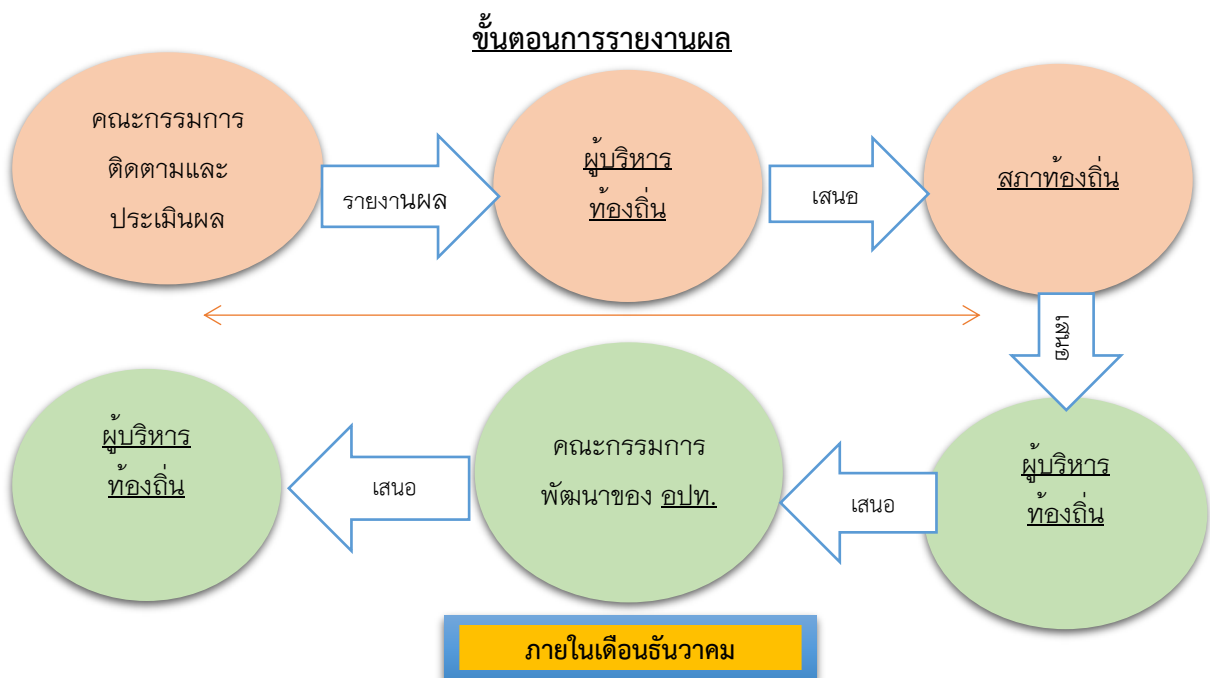 ขั้นตอนการรายงานผล
คณะกรรมการ
ติดตามและ
ประเมินผล
รายงานผล
ผู้บริหาร
ท้องถิ่น
เสนอ
สภาท้องถิ่น
เสนอ
ผู้บริหาร
ท้องถิ่น
เสนอ
คณะกรรมการ
พัฒนาของ อปท.
เสนอ
ผู้บริหาร
ท้องถิ่น
ภายในเดือนธันวาคม